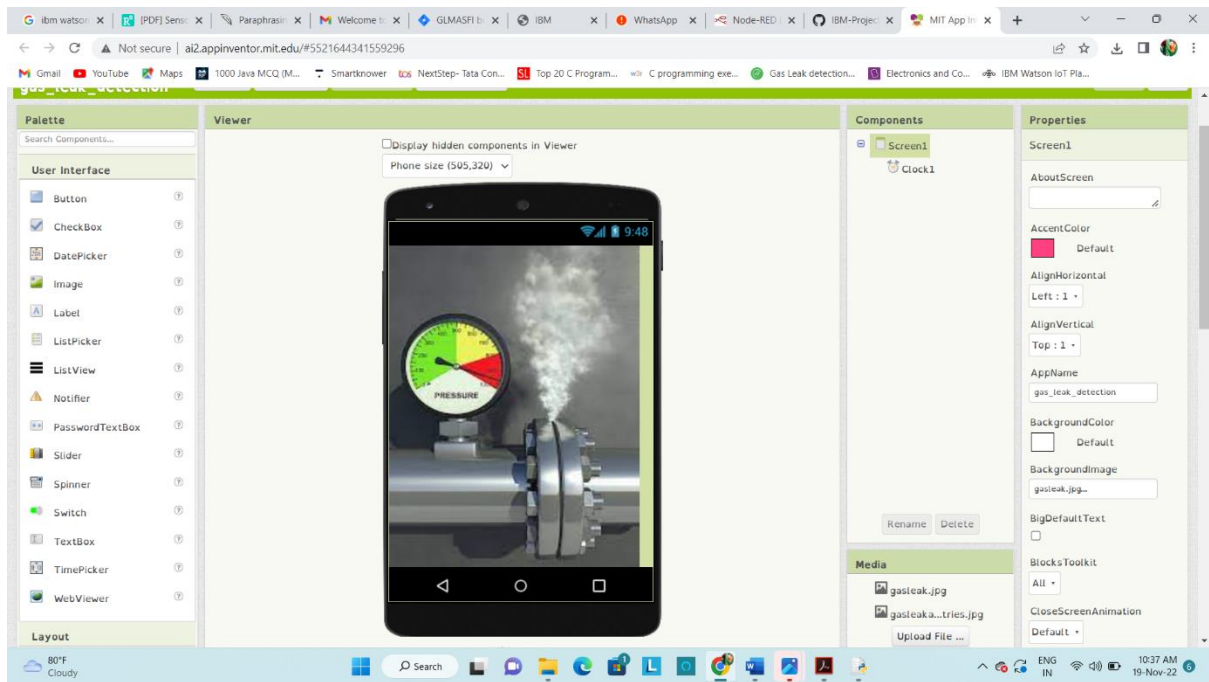 ibm watson
[PDF] Senso
Paraphrasin
Welcome to
GLMASFI b
IBM
WhatsApp
Node-RED
IBM-Projec
MIT App In
Not secure | ai2.appinventor.mit.edu/#5521644341559296
Gmail YouTube Maps 1000 Java MCQ (M... Smartknower NextStep- Tata Con... Top 20 C Program... C programming exe... Gas Leak detection... Electronics and Co... IBM Watson IoT Pla...
gas_leak_detection
Palette
Search Components...
User Interface
Button
CheckBox
DatePicker
Image
Label
ListPicker
ListView
Notifier
PasswordTextBox
Slider
Spinner
Switch
TextBox
TimePicker
WebViewer
Layout
Viewer
Display hidden components in Viewer
Phone size (505,320)
9:48
PRESSURE
Components
Screen1
Clock1
Rename Delete
Media
gasleak.jpg
gasleaka...tries.jpg
Upload File ...
Properties
Screen1
AboutScreen
AccentColor
Default
AlignHorizontal
Left : 1
AlignVertical
Top : 1
AppName
gas_leak_detection
BackgroundColor
Default
BackgroundImage
gasleak.jpg...
BigDefaultText
BlocksToolkit
All
CloseScreenAnimation
Default
80°F
Cloudy
Search
ENG
IN
10:37 AM
19-Nov-22